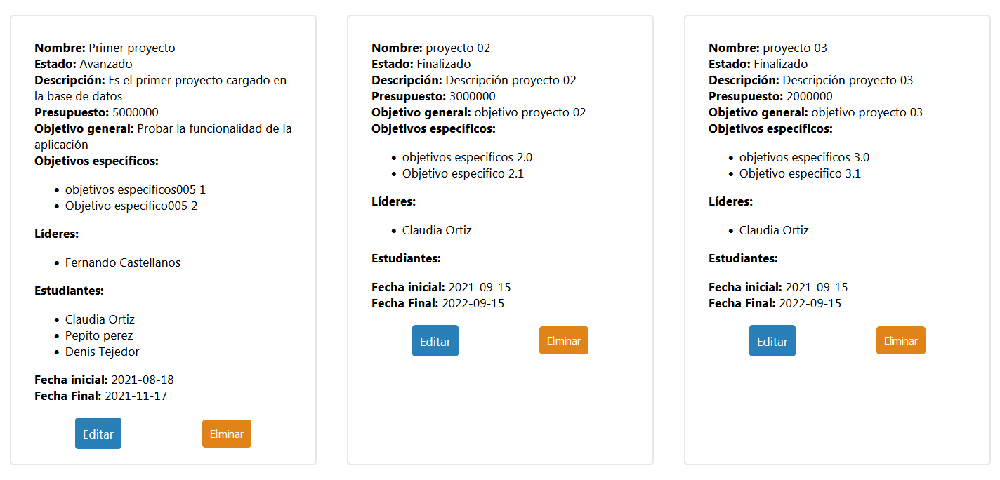 Nombre: Primer proyecto
Estado: Avanzado
Descripción: Es el primer proyecto cargado en
la base de datos
Presupuesto: 5000000
Objetivo general: Probar la funcionalidad de la
aplicación
Objetivos específicos:
• objetivos especificos005 1
• Objetivo especifico005 2
Líderes:
• Fernando Castellanos
Estudiantes:
• Claudia Ortiz
• Pepito perez
• Denis Tejedor
Fecha inicial: 2021-08-18
Fecha Final: 2021-11-17
Editar Eliminar
Nombre: proyecto 02
Estado: Finalizado
Descripción: Descripción proyecto 02
Presupuesto: 3000000
Objetivo general: objetivo proyecto 02
Objetivos específicos:
• objetivos especificos 2.0
• Objetivo especifico 2.1
Líderes:
• Claudia Ortiz
Estudiantes:
Fecha inicial: 2021-09-15
Fecha Final: 2022-09-15
Editar Eliminar
Nombre: proyecto 03
Estado: Finalizado
Descripción: Descripción proyecto 03
Presupuesto: 2000000
Objetivo general: objetivo proyecto 03
Objetivos específicos:
• objetivos especificos 3.0
• Objetivo especifico 3.1
Líderes:
• Claudia Ortiz
Estudiantes:
Fecha inicial: 2021-09-15
Fecha Final: 2022-09-15
Editar Eliminar